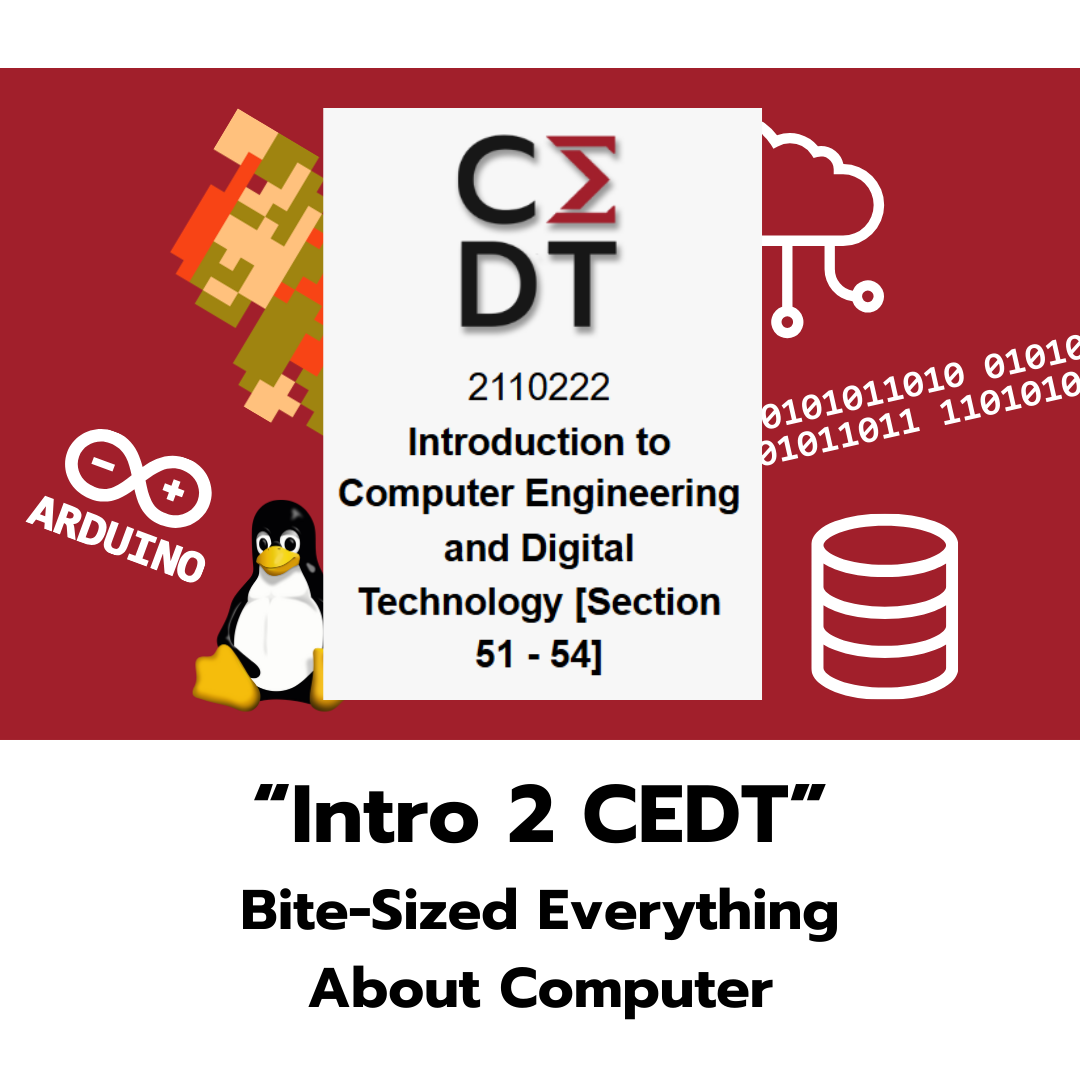 CΣ
DT
2110222
Introduction to
Computer Engineering
and Digital
Technology [Section
51 - 54]
ARDUINO
0101011010 01010
01011011 1101010
“Intro 2 CEDT”
Bite-Sized Everything
About Computer